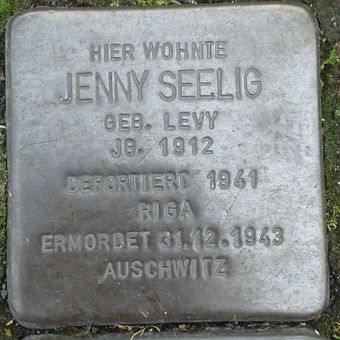 HIER WOHNTE
JENNY SEELIG
GEB. LEVY
JG. 1912
DEPORTIERT 1941
RIGA
ERMORDET 31.12.1943
AUSCHWITZ